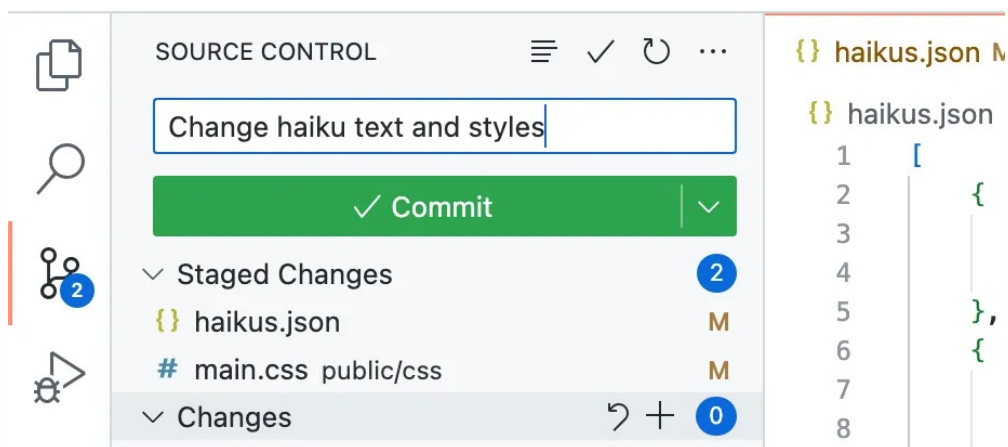 SOURCE CONTROL
Change haiku text and styles
Commit
2
Staged Changes 2
{} haikus.json M
# main.css public/css M
Changes 0
{} haikus.json M
{} haikus.json
1 [
2 {
3
4
5 },
6 {
7
8